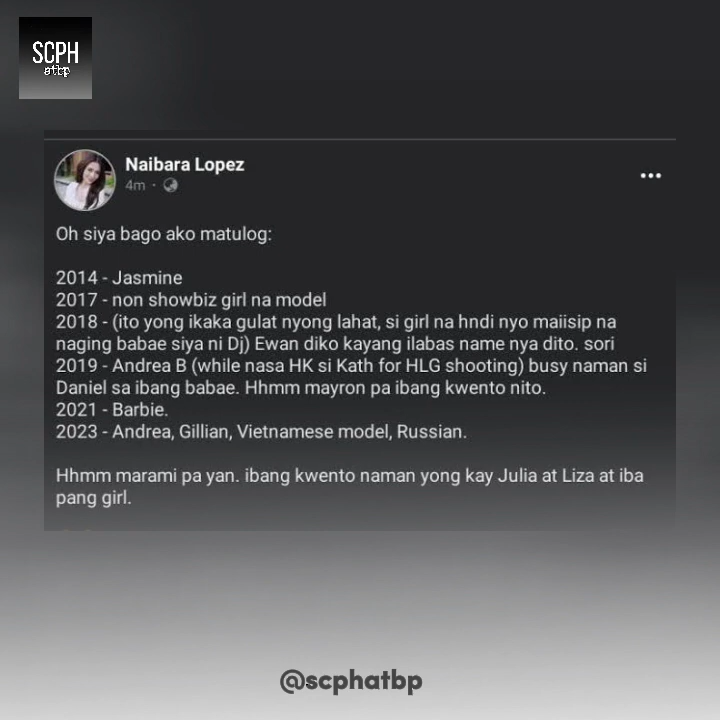 SCPH
atbp
Naibara Lopez
4m ·
Oh siya bago ako matulog:
2014 - Jasmine
2017 - non showbiz girl na model
2018 - (ito yong ikaka gulat nyong lahat, si girl na hndi nyo maiisip na
naging babae siya ni Dj) Ewan diko kayang ilabas name nya dito. sori
2019 - Andrea B (while nasa HK si Kath for HLG shooting) busy naman si
Daniel sa ibang babae. Hhmm mayron pa ibang kwento nito.
2021 - Barbie.
2023 - Andrea, Gillian, Vietnamese model, Russian.
Hhmm marami pa yan. ibang kwento naman yong kay Julia at Liza at iba
pang girl.
@scphatbp